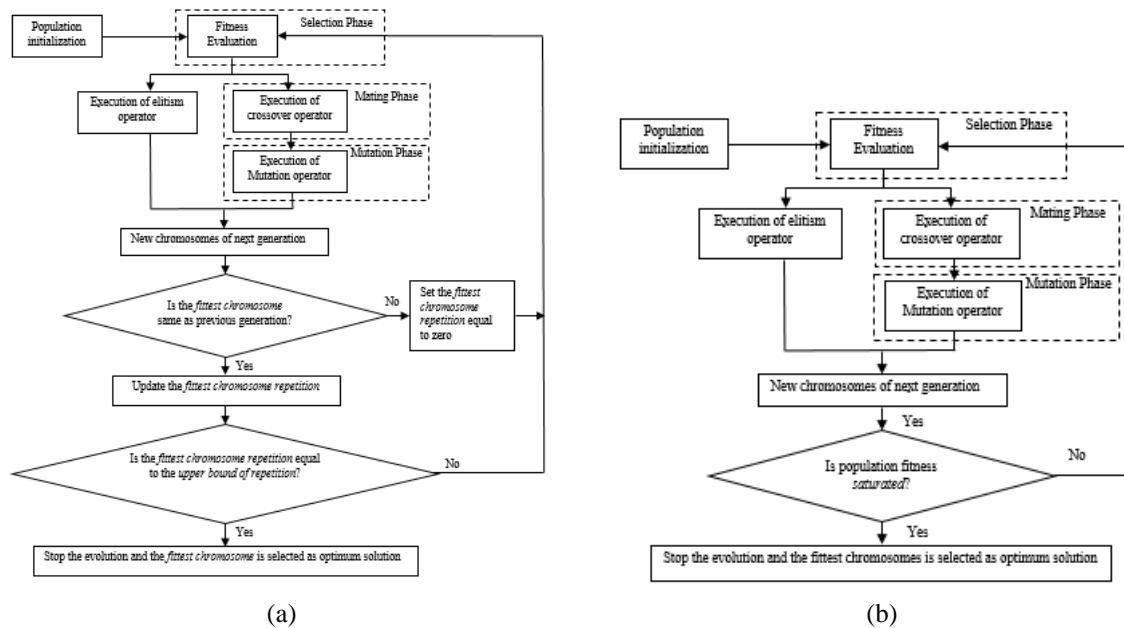 Population
initialization
Fitness
Evaluation
Selection Phase
Execution of elitism
operator
Execution of
crossover operator
Mating Phase
Mutation Phase
Execution of
Mutation operator
New chromosomes of next generation
Is the fittest chromosome
same as previous generation?
No
Set the fittest
chromosome
repetition equal
to zero
Yes
Update the fittest chromosome repetition
Is the fittest chromosome repetition equal
to the upper bound of repetition?
No
Yes
Stop the evolution and the fittest chromosome is selected as optimum solution
(a)
Population
initialization
Fitness
Evaluation
Selection Phase
Execution of elitism
operator
Mating Phase
Execution of
crossover operator
Mutation Phase
Execution of
Mutation operator
New chromosomes of next generation
Yes
Is population fitness
saturated?
No
Yes
Stop the evolution and the fittest chromosomes is selected as optimum solution
(b)